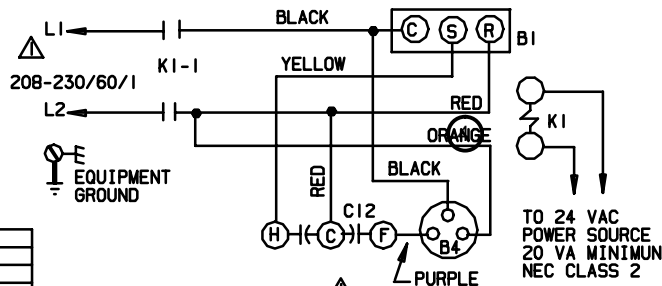 BLACK
L1
C S R
B1
1
K1-1
YELLOW
208-230/60/1
L2
RED
K1
ORANGE
EQUIPMENT
GROUND
RED
BLACK
C12
H C F
B4
PURPLE
TO 24 VAC
POWER SOURCE
20 VA MINIMUN
NEC CLASS 2